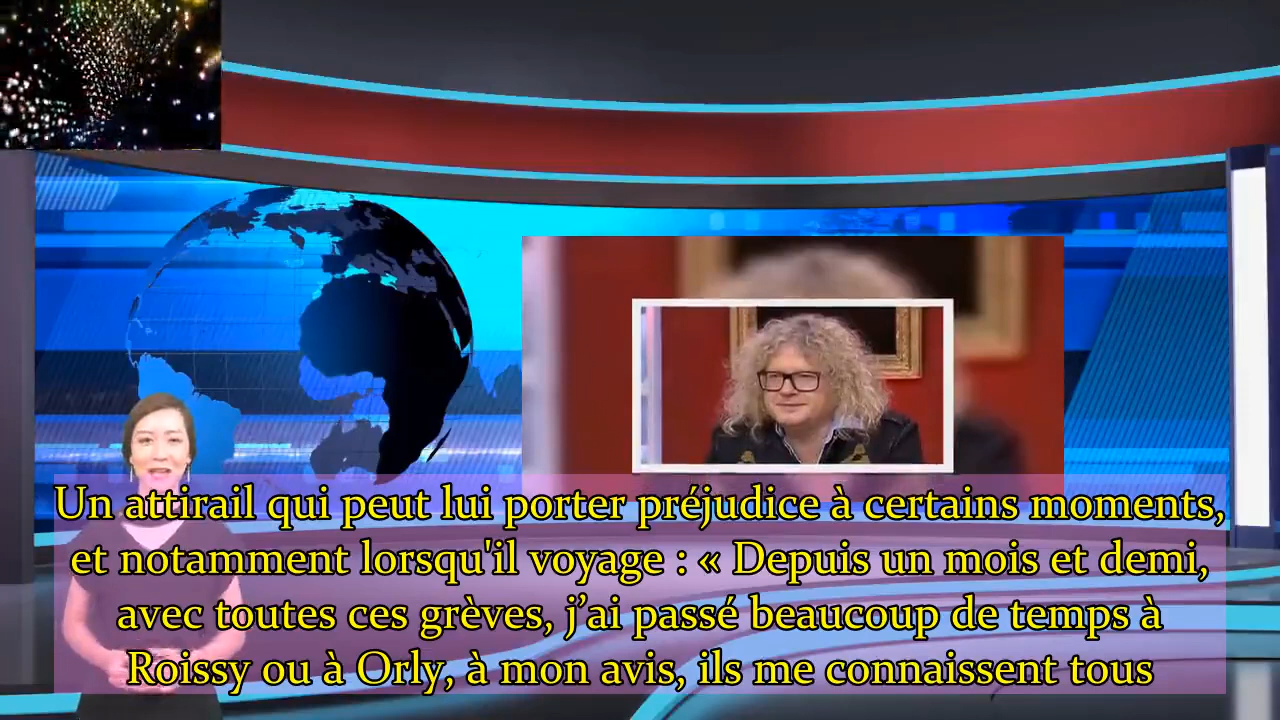 Un attirail qui peut lui porter préjudice à certains moments,
et notamment lorsqu'il voyage : « Depuis un mois et demi,
avec toutes ces grèves, j’ai passé beaucoup de temps à
Roissy ou à Orly, à mon avis, ils me connaissent tous